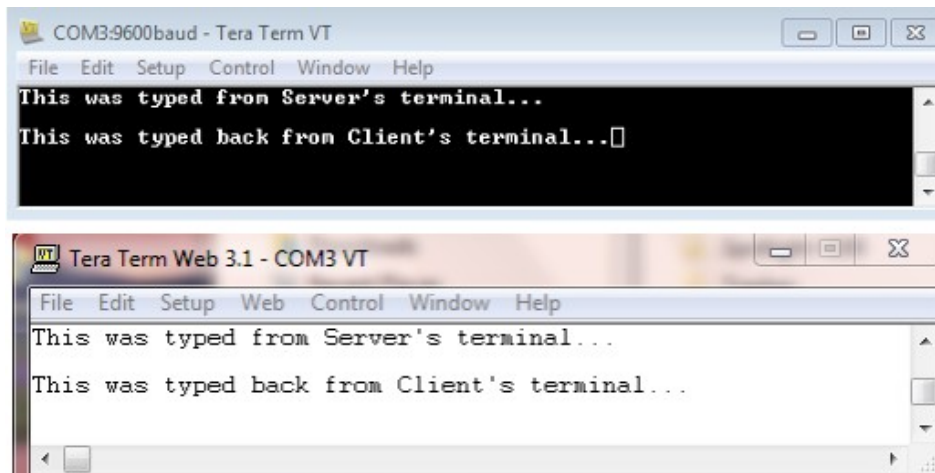 COM3:9600baud - Tera Term VT
File Edit Setup Control Window Help
This was typed from Server's terminal...
This was typed back from Client's terminal...
Tera Term Web 3.1 - COM3 VT
File Edit Setup Web Control Window Help
This was typed from Server's terminal...
This was typed back from Client's terminal...